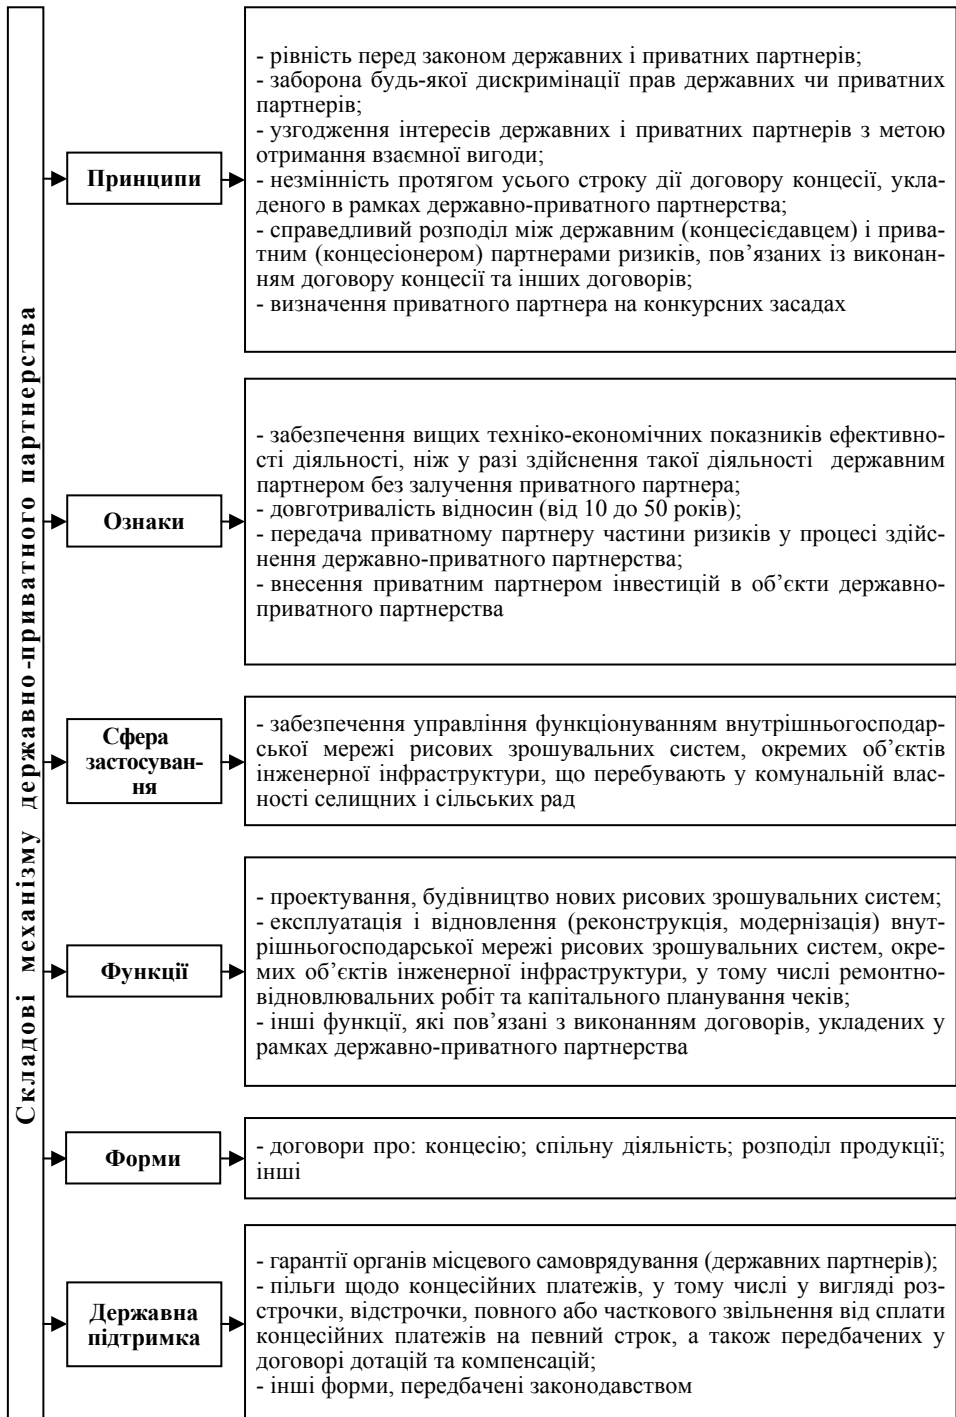 Складові механізму державно-приватного партнерства
Принципи
- рівність перед законом державних і приватних партнерів;
- заборона будь-якої дискримінації прав державних чи приватних
партнерів;
- узгодження інтересів державних і приватних партнерів з метою
отримання взаємної вигоди;
- незмінність протягом усього строку дії договору концесії, укла-
деного в рамках державно-приватного партнерства;
- справедливий розподіл між державним (концесієдавцем) і прива-
тним (концесіонером) партнерами ризиків, пов’язаних із виконан-
ням договору концесії та інших договорів;
- визначення приватного партнера на конкурсних засадах
Ознаки
- забезпечення вищих техніко-економічних показників ефективно-
сті діяльності, ніж у разі здійснення такої діяльності державним
партнером без залучення приватного партнера;
- довготривалість відносин (від 10 до 50 років);
- передача приватному партнеру частини ризиків у процесі здійс-
нення державно-приватного партнерства;
- внесення приватним партнером інвестицій в об’єкти державно-
приватного партнерства
Сфера
застосуван-
ня
- забезпечення управління функціонуванням внутрішньогосподар-
ської мережі рисових зрошувальних систем, окремих об’єктів
інженерної інфраструктури, що перебувають у комунальній влас-
ності селищних і сільських рад
Функції
- проектування, будівництво нових рисових зрошувальних систем;
- експлуатація і відновлення (реконструкція, модернізація) внут-
рішньогосподарської мережі рисових зрошувальних систем, окре-
мих об’єктів інженерної інфраструктури, у тому числі ремонтно-
відновлювальних робіт та капітального планування чеків;
- інші функції, які пов’язані з виконанням договорів, укладених у
рамках державно-приватного партнерства
Форми
- договори про: концесію; спільну діяльність; розподіл продукції;
інші
Державна
підтримка
- гарантії органів місцевого самоврядування (державних партнерів);
- пільги щодо концесійних платежів, у тому числі у вигляді роз-
строчки, відстрочки, повного або часткового звільнення від сплати
концесійних платежів на певний строк, а також передбачених у
договорі дотацій та компенсацій;
- інші форми, передбачені законодавством